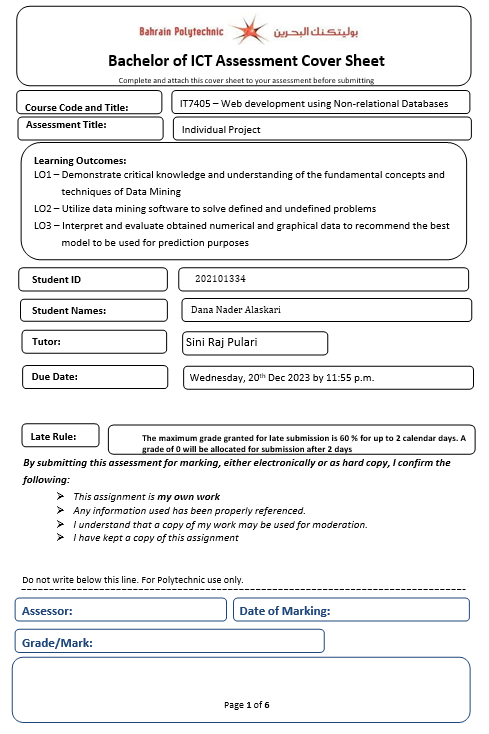 Bahrain Polytechnic بوليتكنك البحرين
Bachelor of ICT Assessment Cover Sheet
Complete and attach this cover sheet to your assessment before submitting
Course Code and Title:
IT7405 – Web development using Non-relational Databases
Assessment Title:
Individual Project
Learning Outcomes:
LO1 – Demonstrate critical knowledge and understanding of the fundamental concepts and
techniques of Data Mining
LO2 – Utilize data mining software to solve defined and undefined problems
LO3 – Interpret and evaluate obtained numerical and graphical data to recommend the best
model to be used for prediction purposes
Student ID
202101334
Student Names:
Dana Nader Alaskari
Tutor:
Sini Raj Pulari
Due Date:
Wednesday, 20th Dec 2023 by 11:55 p.m.
Late Rule:
The maximum grade granted for late submission is 60 % for up to 2 calendar days. A
grade of 0 will be allocated for submission after 2 days
By submitting this assessment for marking, either electronically or as hard copy, I confirm the
following:
➢ This assignment is my own work
➢ Any information used has been properly referenced.
➢ I understand that a copy of my work may be used for moderation.
➢ I have kept a copy of this assignment
Do not write below this line. For Polytechnic use only.
Assessor:
Date of Marking:
Grade/Mark:
Page 1 of 6